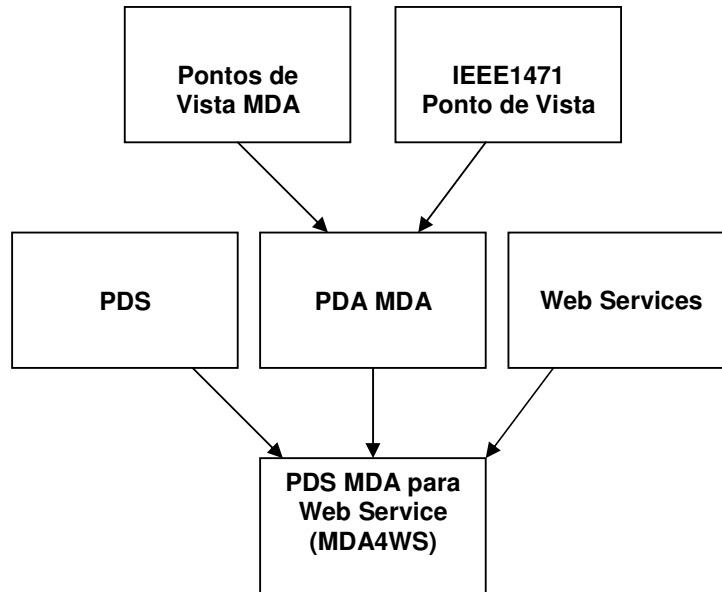 Pontos de
Vista MDA
IEEE1471
Ponto de Vista
PDS
PDA MDA
Web Services
PDS MDA para
Web Service
(MDA4WS)